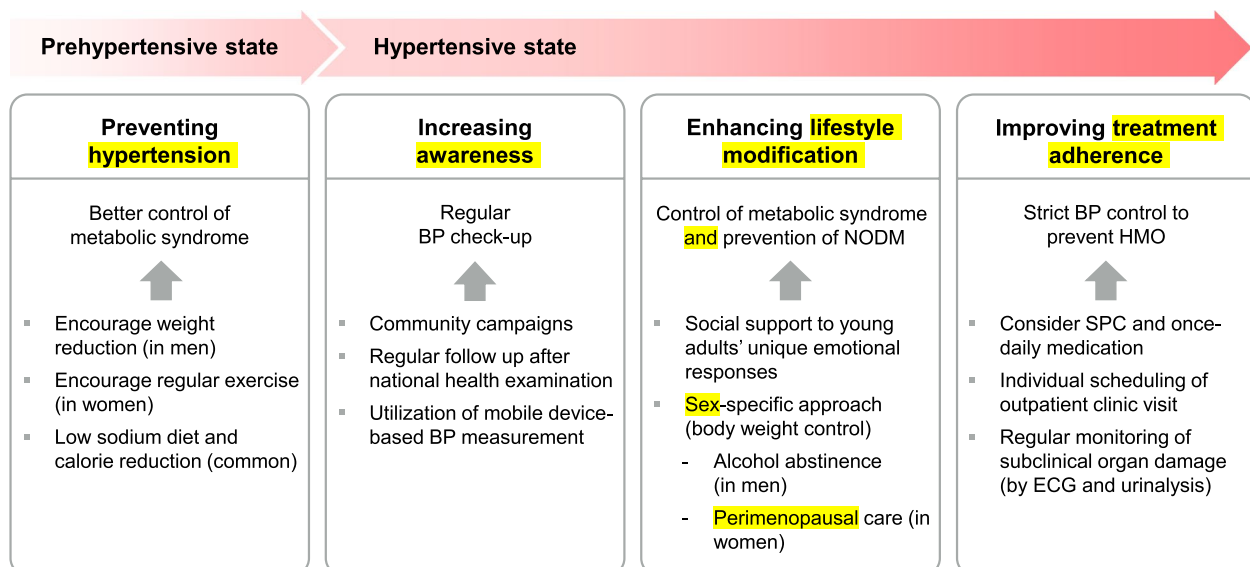 Prehypertensive state
Hypertensive state
Preventing
hypertension
Better control of
metabolic syndrome
Encourage weight
reduction (in men)
Encourage regular exercise
(in women)
Low sodium diet and
calorie reduction (common)
Increasing
awareness
Regular
BP check-up
Community campaigns
Regular follow up after
national health examination
Utilization of mobile device-
based BP measurement
Enhancing lifestyle
modification
Control of metabolic syndrome
and prevention of NODM
Social support to young
adults’ unique emotional
responses
Sex-specific approach
(body weight control)
- Alcohol abstinence
(in men)
- Perimenopausal care (in
women)
Improving treatment
adherence
Strict BP control to
prevent HMO
Consider SPC and once-
daily medication
Individual scheduling of
outpatient clinic visit
Regular monitoring of
subclinical organ damage
(by ECG and urinalysis)